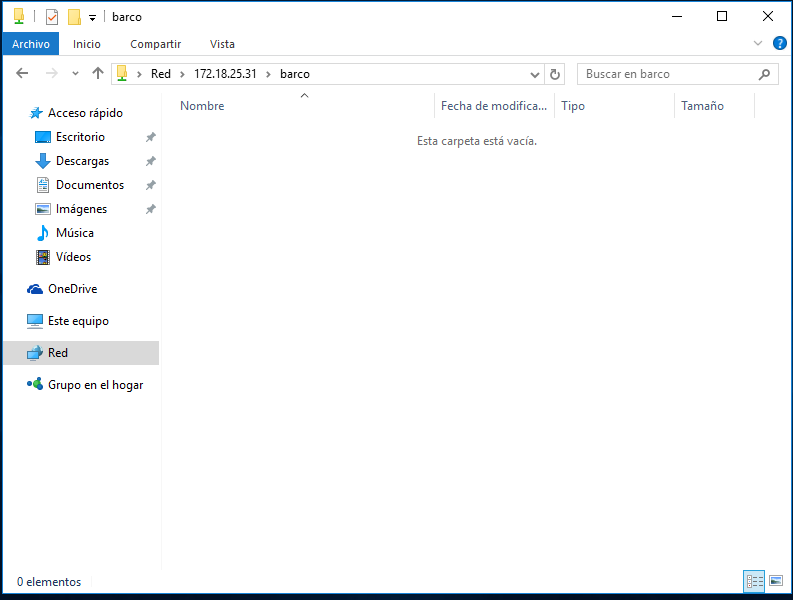 barco
Archivo Inicio Compartir Vista
Red 172.18.25.31 barco
Buscar en barco
Nombre Fecha de modifica... Tipo Tamaño
Esta carpeta está vacía.
Acceso rápido
Escritorio
Descargas
Documentos
Imágenes
Música
Vídeos
OneDrive
Este equipo
Red
Grupo en el hogar
0 elementos